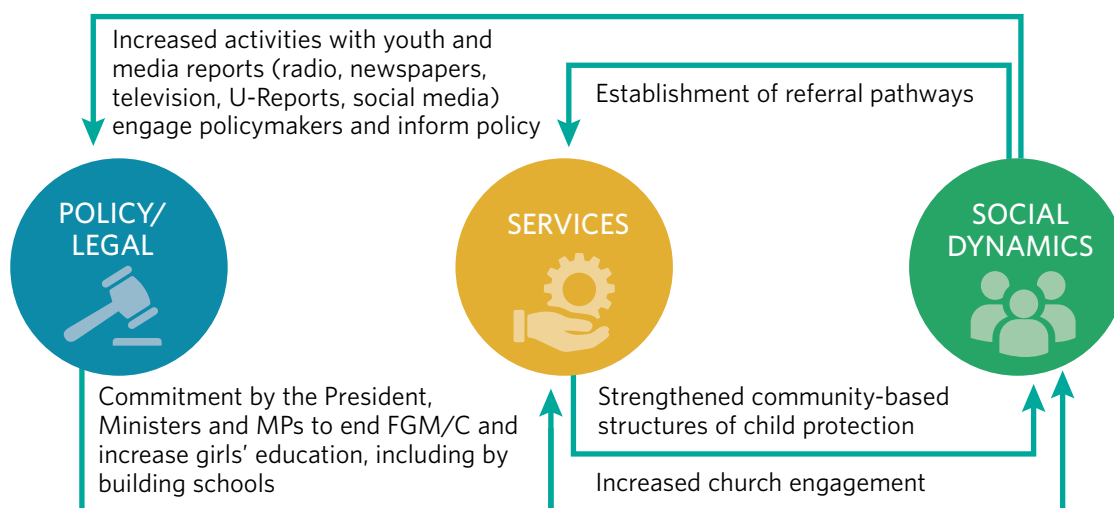 Increased activities with youth and
media reports (radio, newspapers,
television, U-Reports, social media)
engage policymakers and inform policy
Establishment of referral pathways
POLICY/
LEGAL
SERVICES
SOCIAL
DYNAMICS
Commitment by the President,
Ministers and MPs to end FGM/C and
increase girls’ education, including by
building schools
Strengthened community-based
structures of child protection
Increased church engagement